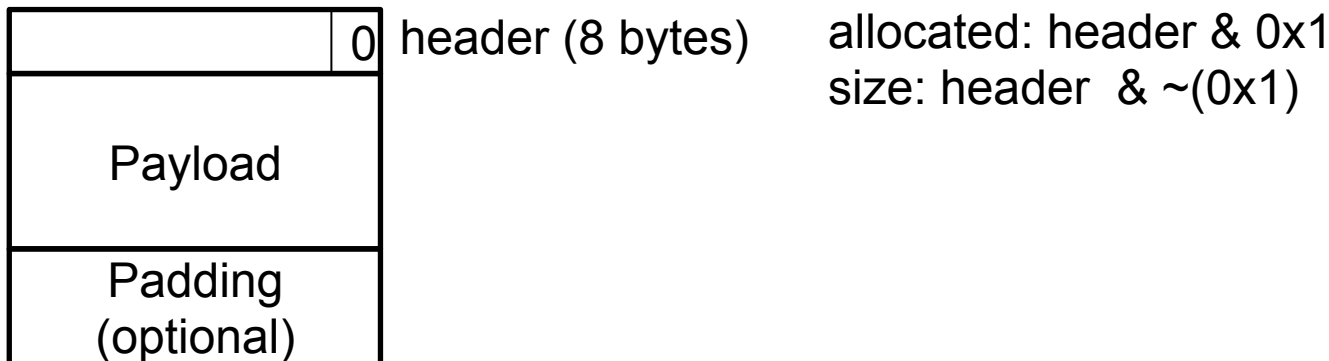 0 header (8 bytes) allocated: header & 0x1
size: header & ~(0x1)
Payload
Padding
(optional)